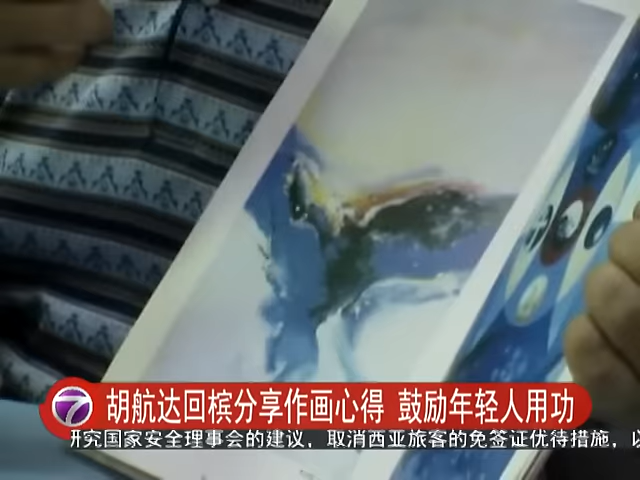 7 胡航达回槟分享作画心得 鼓励年轻人用功
研究国家安全理事会的建议，取消西亚旅客的免签证优待措施，以